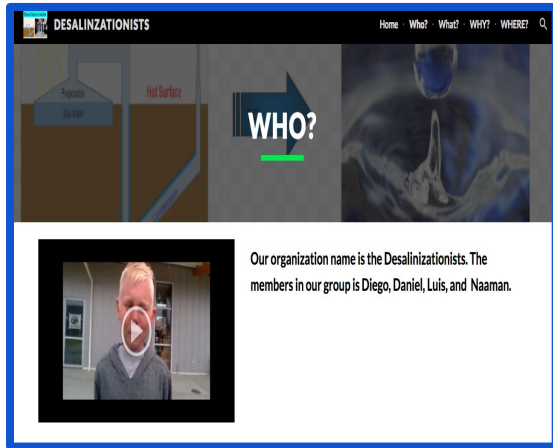 DESALINZATIONISTS
Home · Who? · What? · WHY? · WHERE?
Hot Surface
WHO?
Our organization name is the Desalinizationists. The
members in our group is Diego, Daniel, Luis, and Naaman.